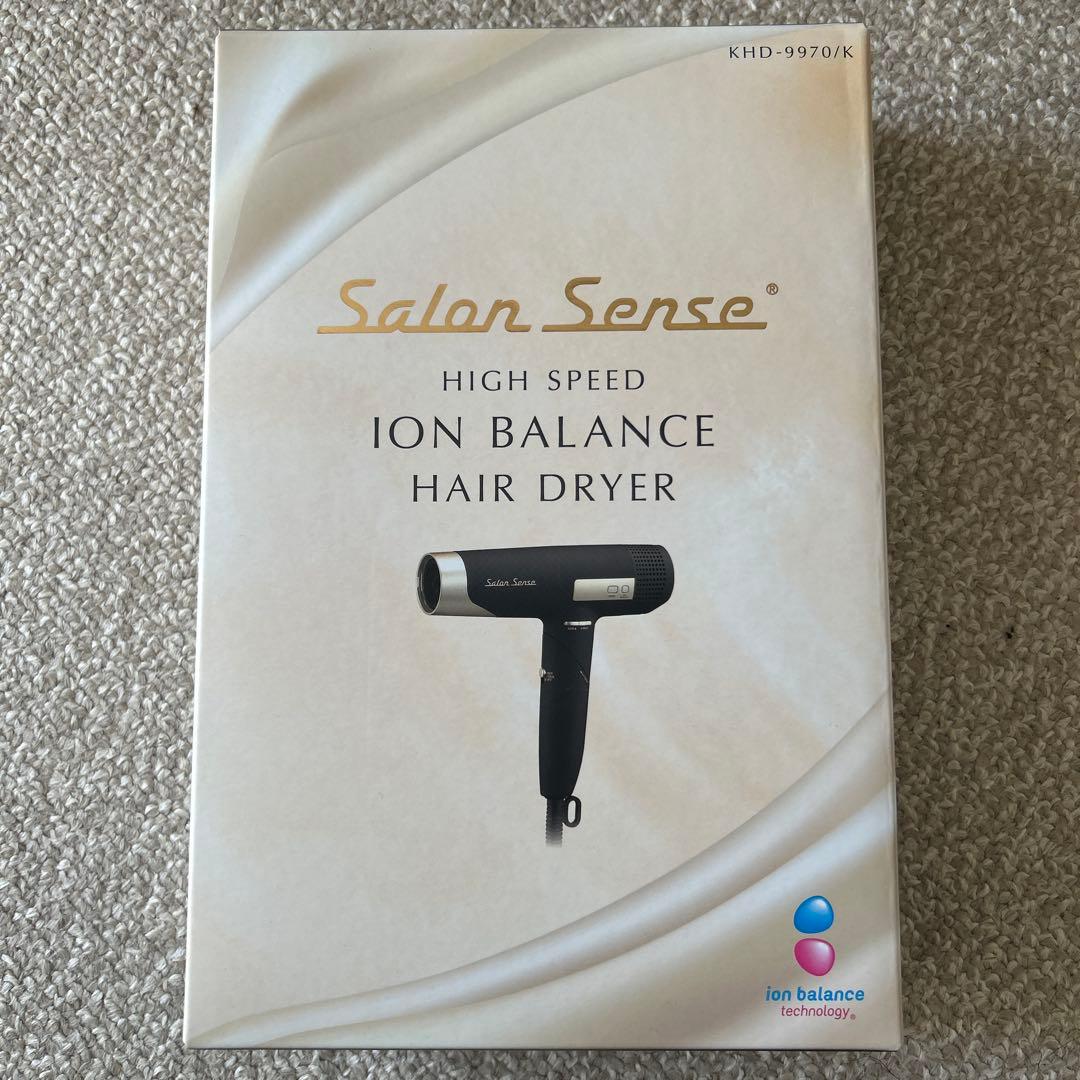 KHD-9970/K
Salon Sense®
HIGH SPEED
ION BALANCE
HAIR DRYER
Salon Sense
ion balance
technology®